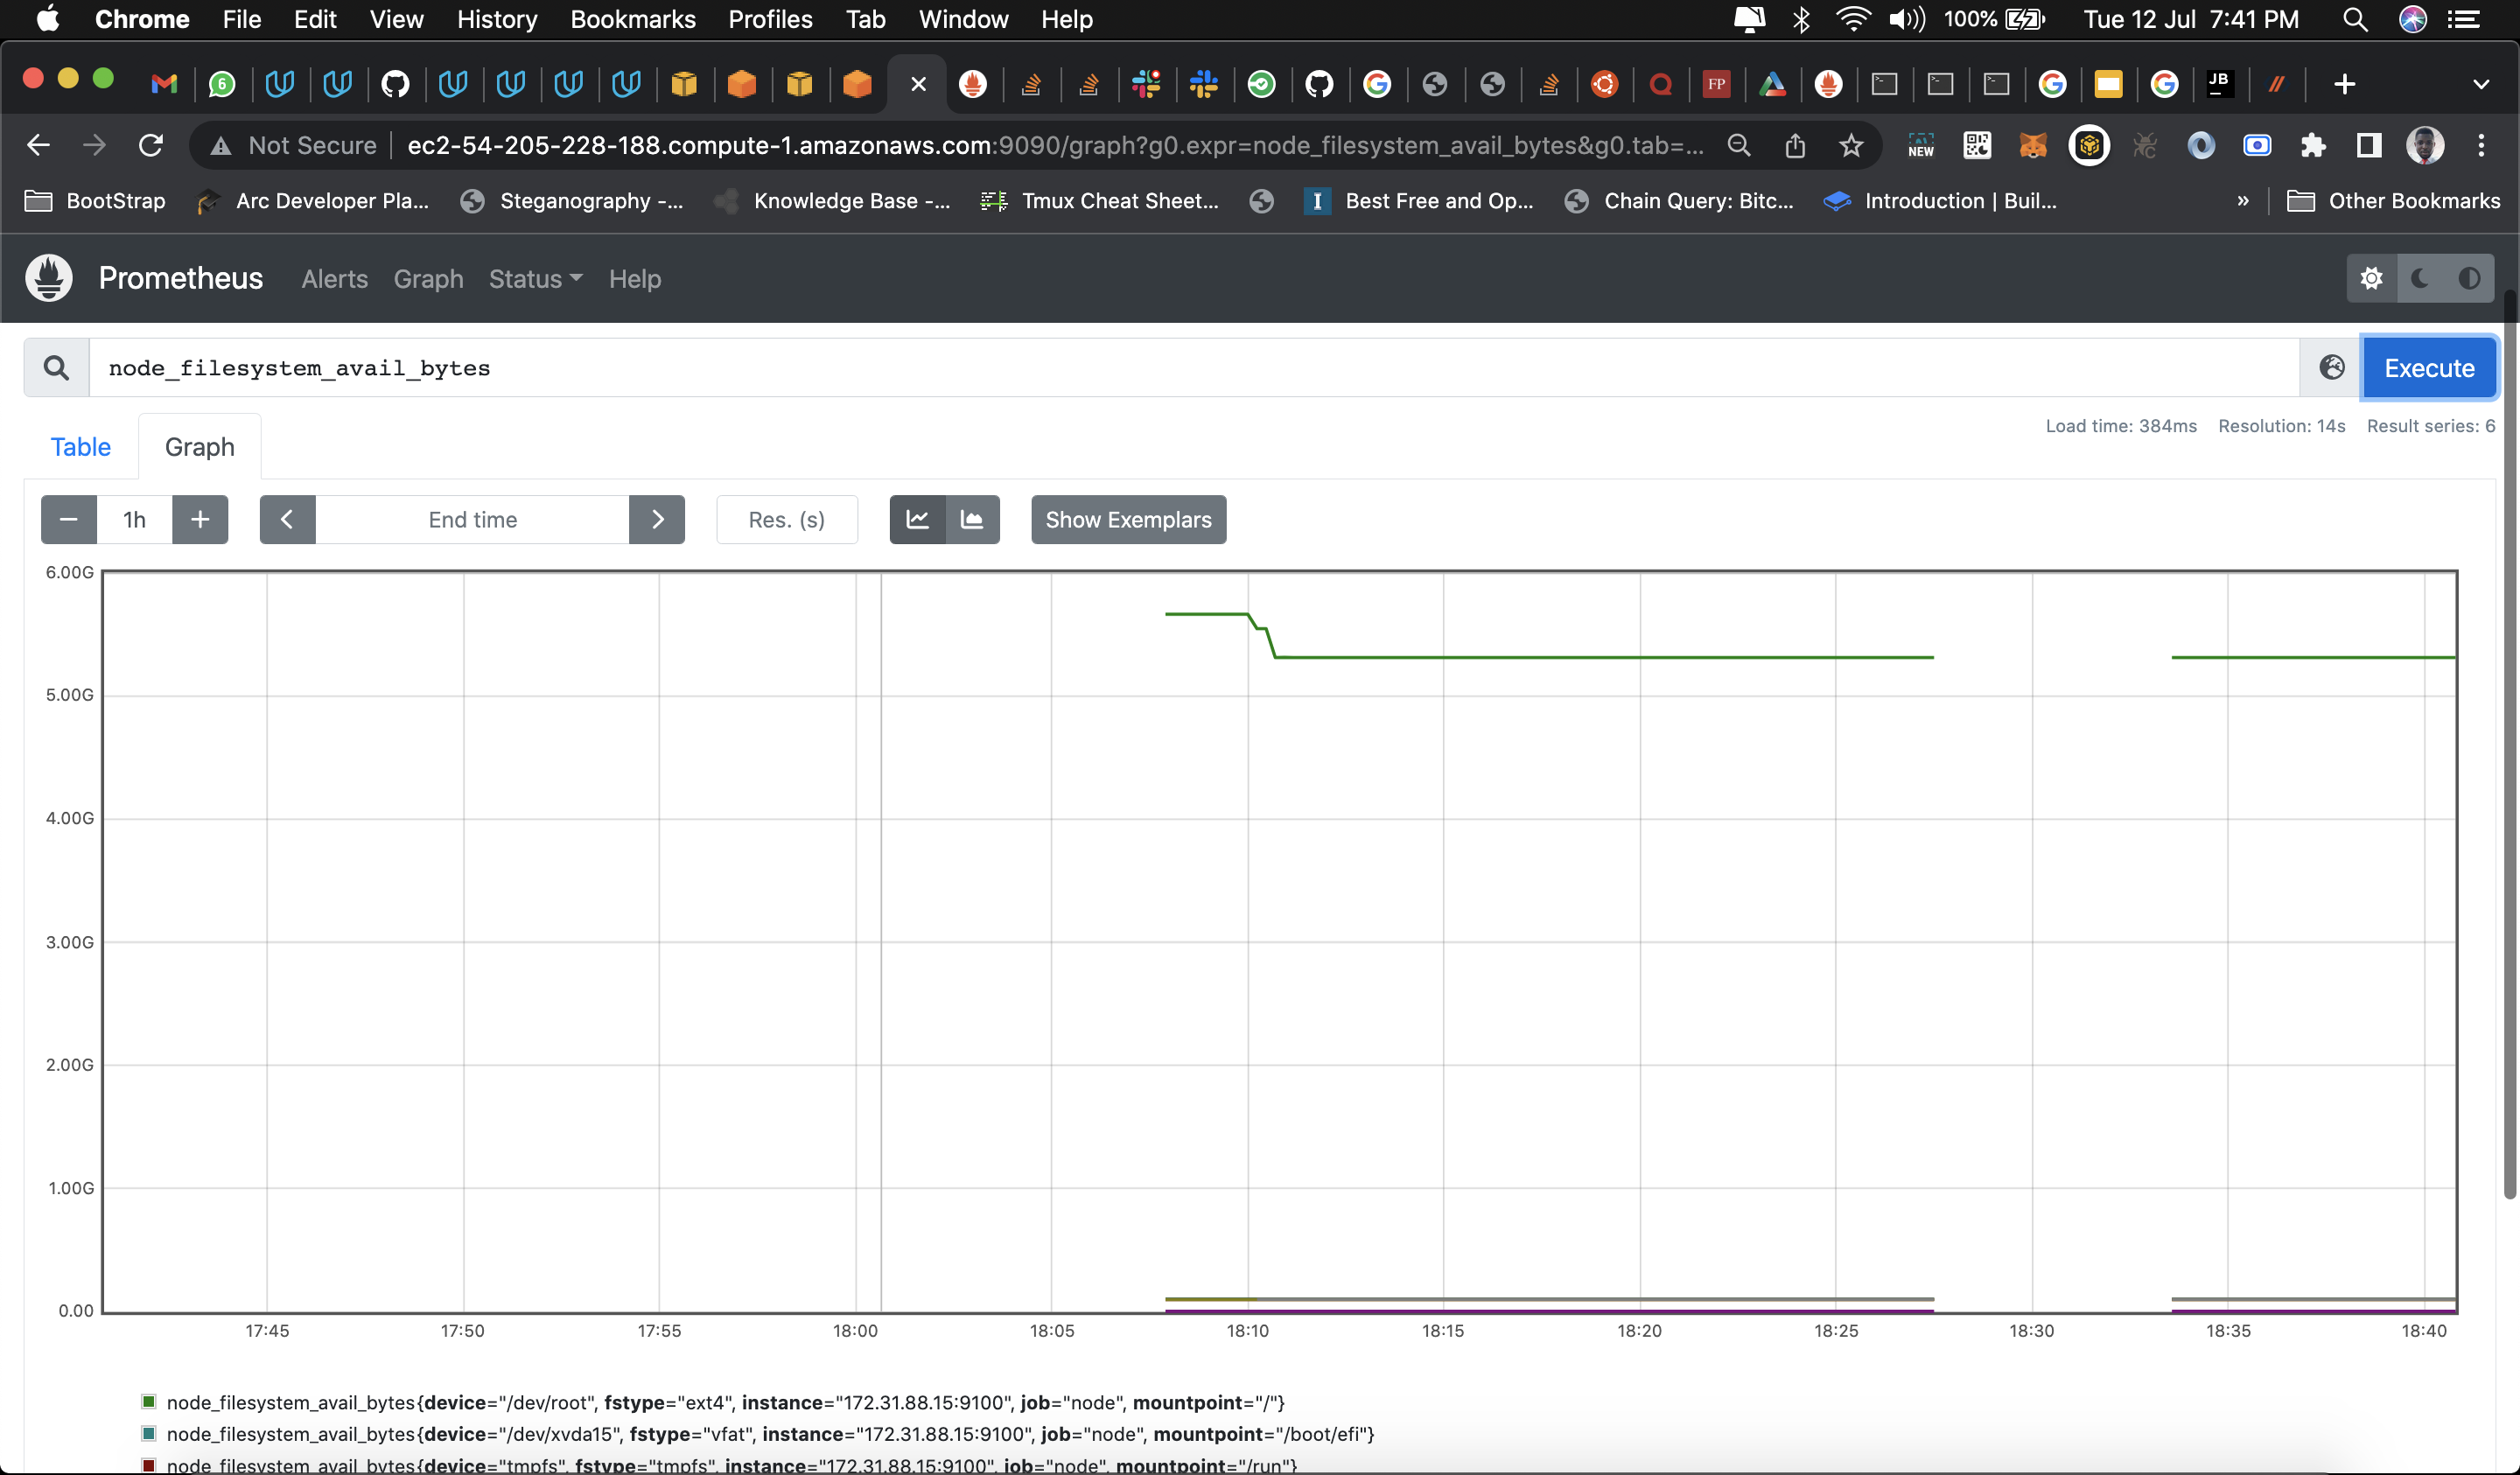 Chrome File Edit View History Bookmarks Profiles Tab Window Help 100% Tue 12 Jul 7:41 PM
6 FP JB
Not Secure ec2-54-205-228-188.compute-1.amazonaws.com:9090/graph?g0.expr=node_filesystem_avail_bytes&g0.tab=... NEW
BootStrap Arc Developer Pla... Steganography -... Knowledge Base -... Tmux Cheat Sheet... I Best Free and Op... Chain Query: Bitc... Introduction | Buil... » Other Bookmarks
Prometheus Alerts Graph Status Help
node_filesystem_avail_bytes Execute
Load time: 384ms Resolution: 14s Result series: 6
Table Graph
− 1h + End time Res. (s) Show Exemplars
6.00G
5.00G
4.00G
3.00G
2.00G
1.00G
0.00
17:45 17:50 17:55 18:00 18:05 18:10 18:15 18:20 18:25 18:30 18:35 18:40
node_filesystem_avail_bytes{device="/dev/root", fstype="ext4", instance="172.31.88.15:9100", job="node", mountpoint="/"}
node_filesystem_avail_bytes{device="/dev/xvda15", fstype="vfat", instance="172.31.88.15:9100", job="node", mountpoint="/boot/efi"}
node_filesystem_avail_bytes{device="tmpfs", fstype="tmpfs", instance="172.31.88.15:9100", job="node", mountpoint="/run"}